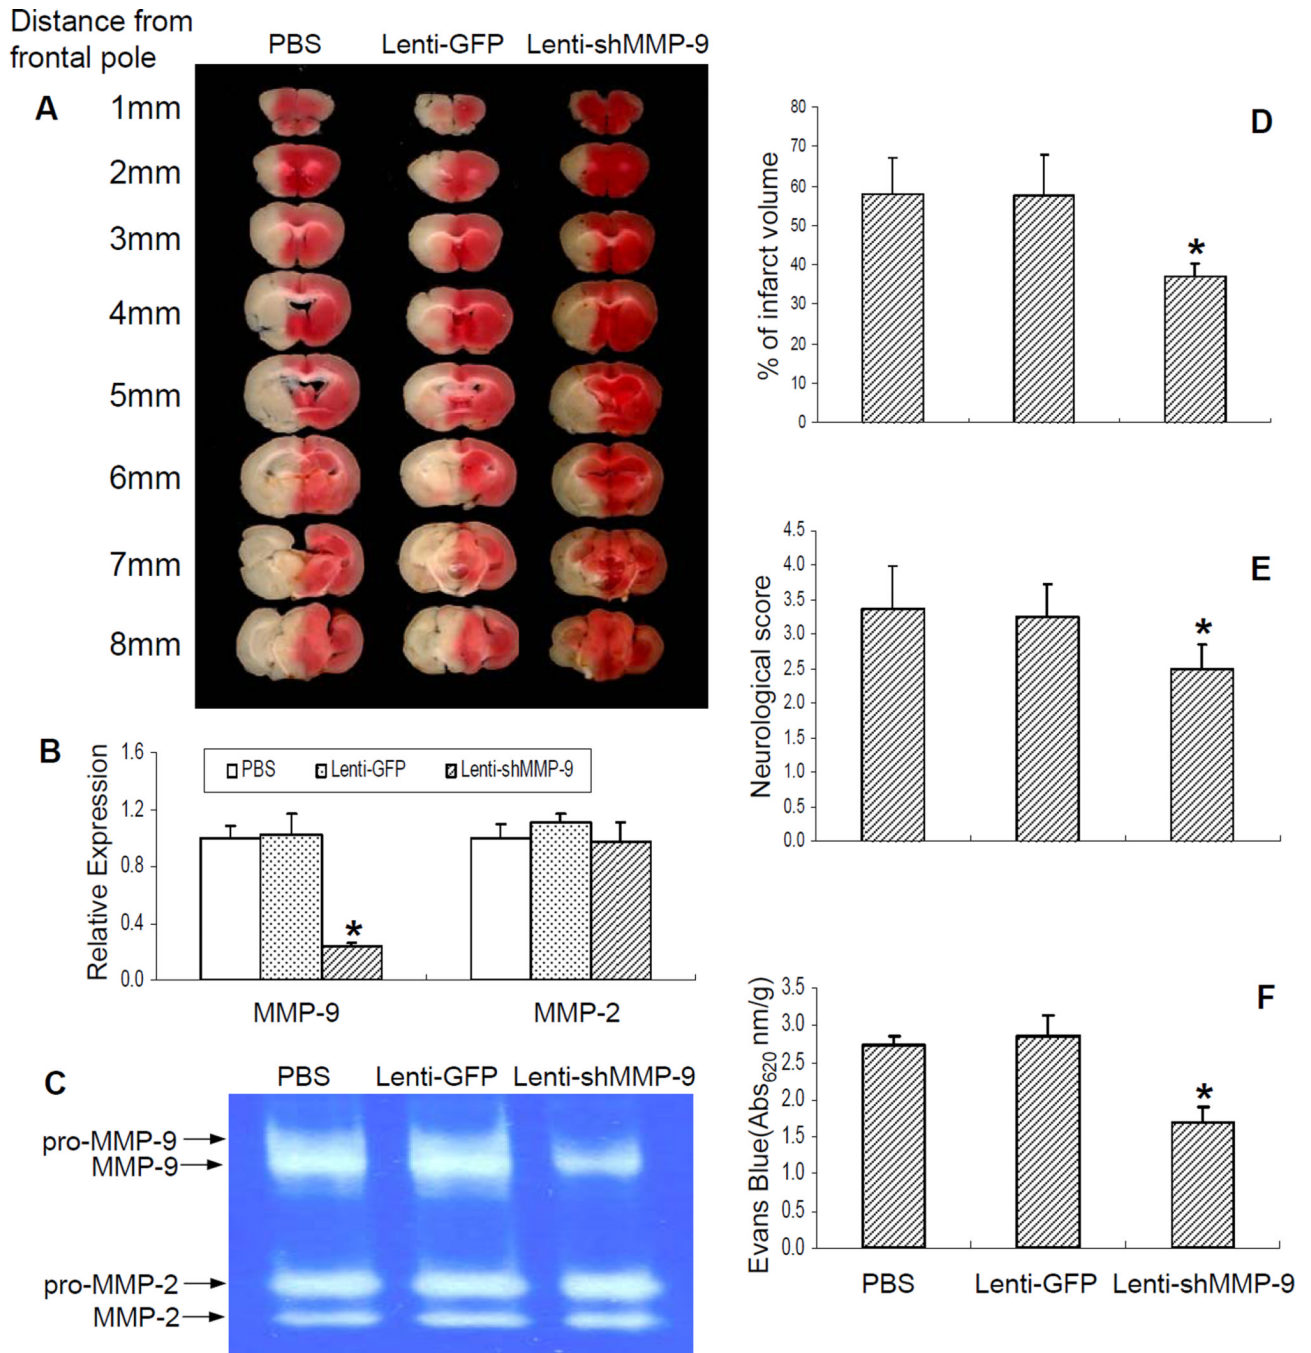 Distance from
frontal pole
PBS Lenti-GFP Lenti-shMMP-9
A
1mm
2mm
3mm
4mm
5mm
6mm
7mm
8mm
B
Relative Expression
1.6
1.2
0.8
0.4
0.0
PBS Lenti-GFP Lenti-shMMP-9
*
MMP-9 MMP-2
C
PBS Lenti-GFP Lenti-shMMP-9
pro-MMP-9
MMP-9
pro-MMP-2
MMP-2
D
% of infarct volume
80
70
60
50
40
30
20
10
0
*
E
Neurological score
4.5
4.0
3.5
3.0
2.5
2.0
1.5
1.0
0.5
0.0
*
F
Evans Blue(Abs620 nm/g)
3.5
3.0
2.5
2.0
1.5
1.0
0.5
0.0
*
PBS Lenti-GFP Lenti-shMMP-9